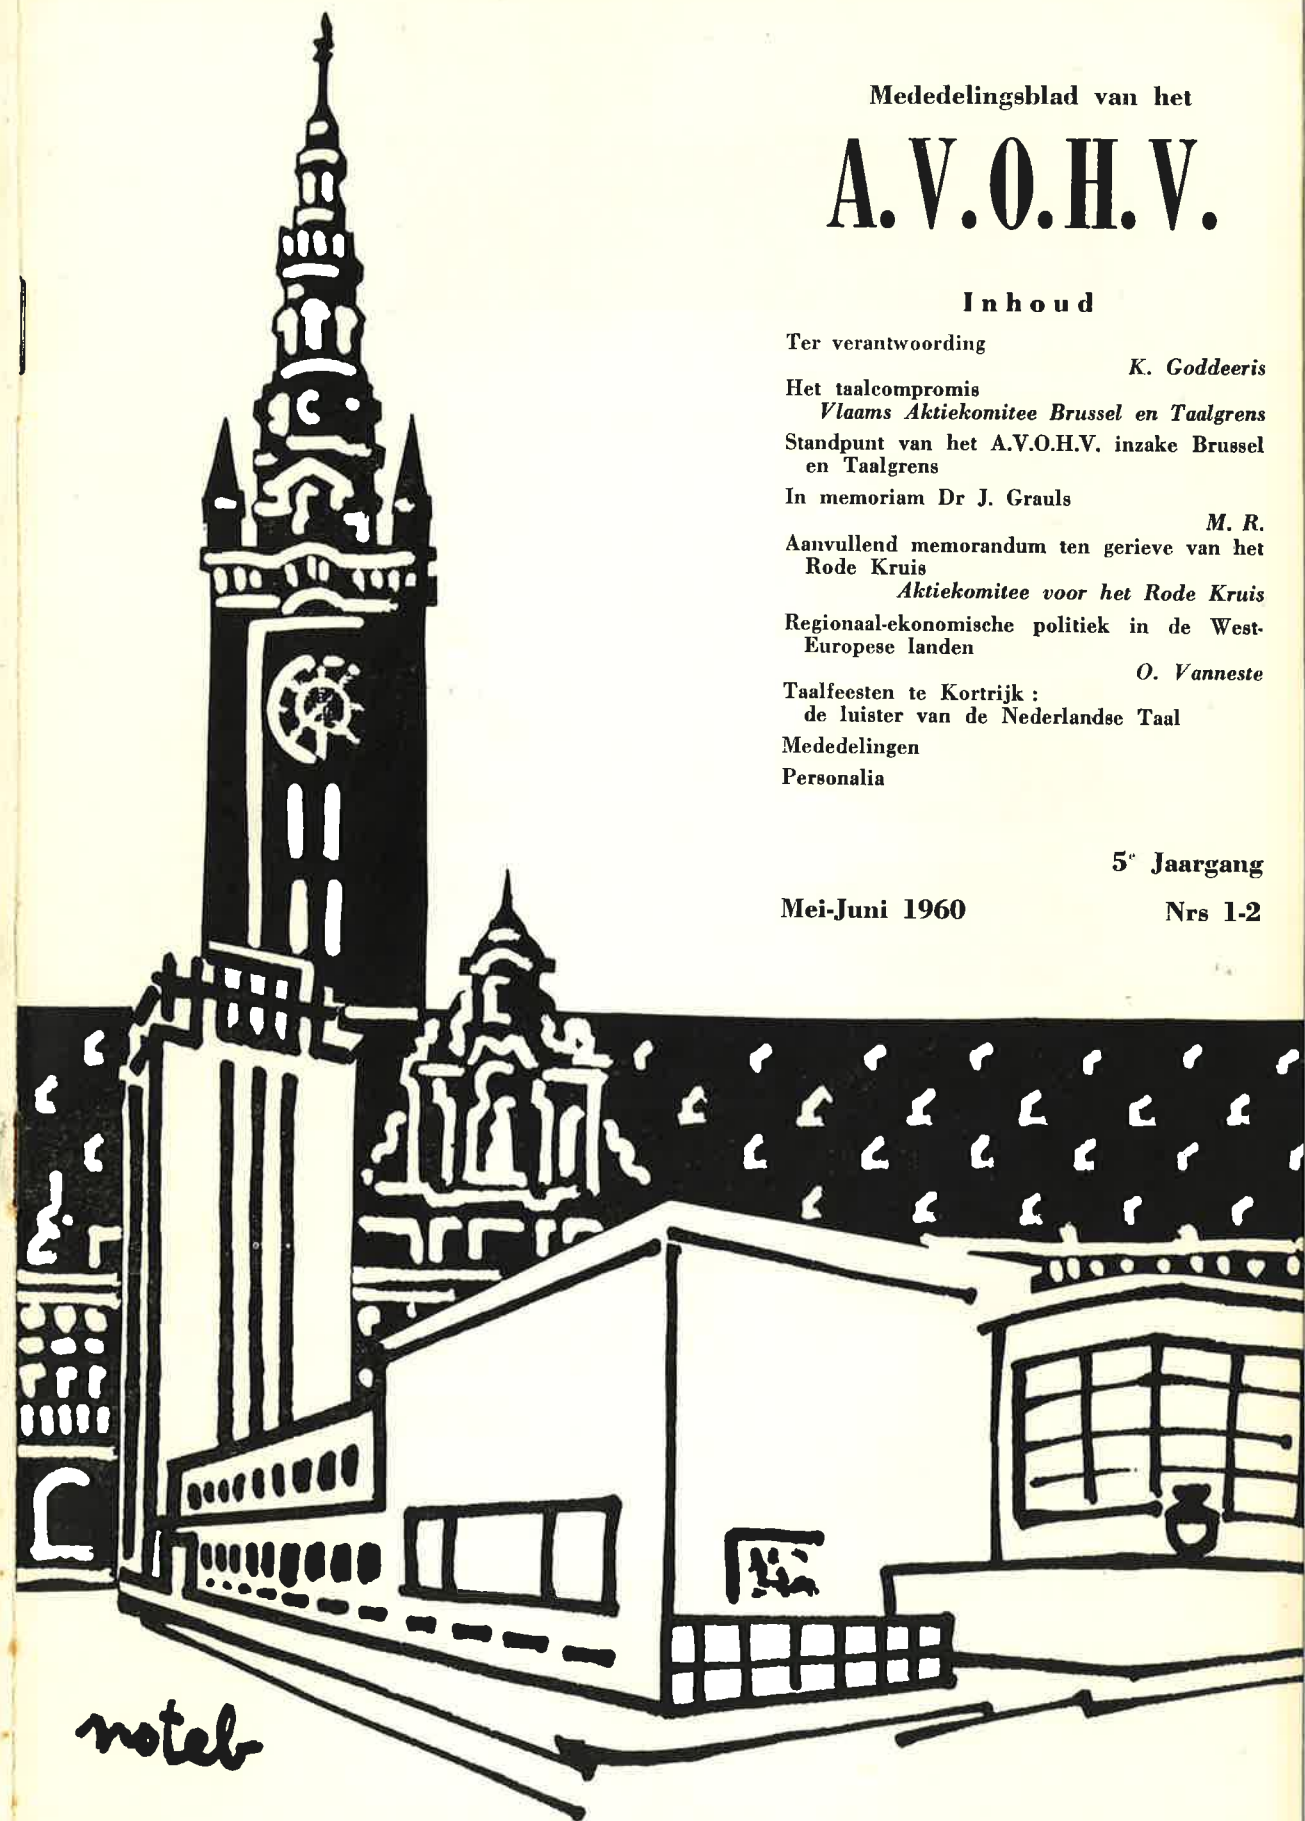 Mededelingsblad van het
A.V.O.H.V.
Inhoud
Ter verantwoording
K. Goddeeris
Het taalcompromis
Vlaams Aktiekomitee Brussel en Taalgrens
Standpunt van het A.V.O.H.V. inzake Brussel
en Taalgrens
In memoriam Dr J. Grauls
M. R.
Aanvullend memorandum ten gerieve van het
Rode Kruis
Aktiekomitee voor het Rode Kruis
Regionaal-ekonomische politiek in de West-
Europese landen
O. Vanneste
Taalfeesten te Kortrijk :
de luister van de Nederlandse Taal
Mededelingen
Personalia
5e Jaargang
Mei-Juni 1960 Nrs 1-2
noteb